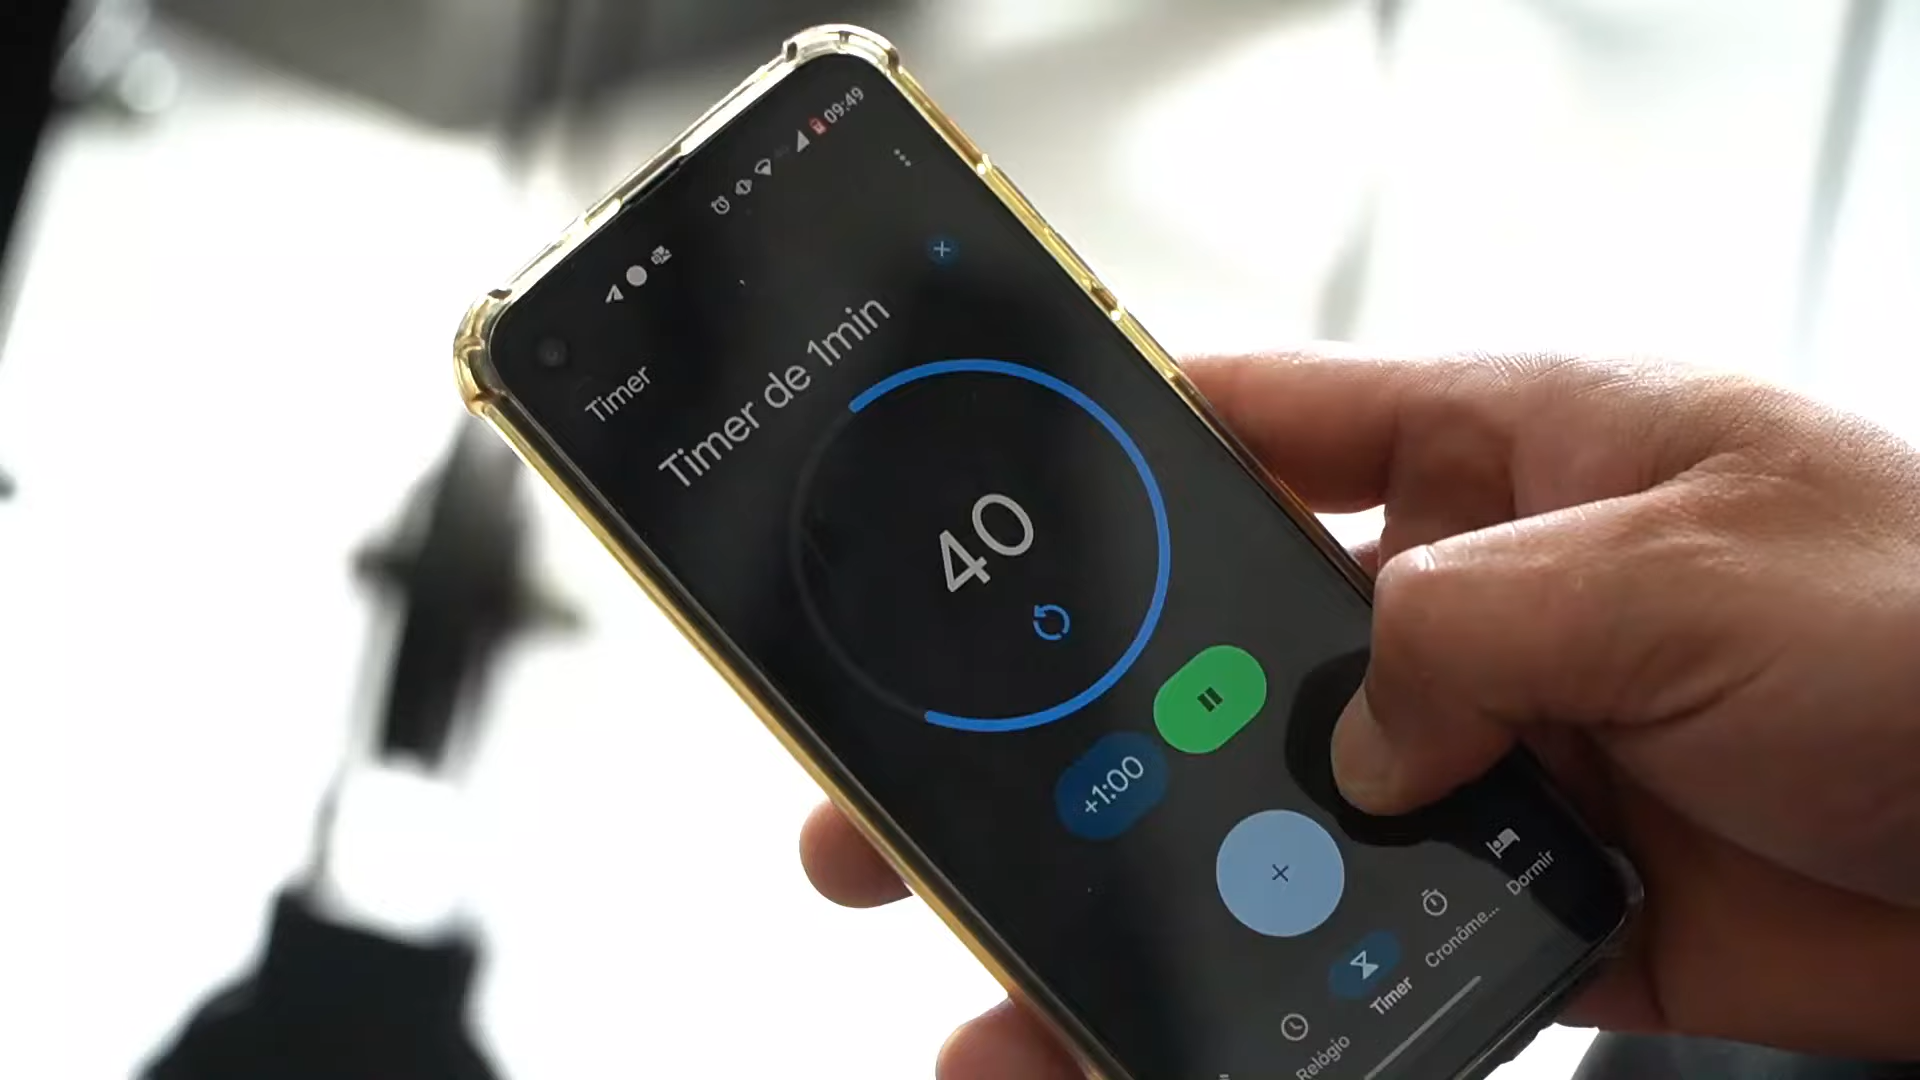 09:49
Timer
Timer de 1min
40
+1:00
Relógio
Timer
Cronôme...
Dormir